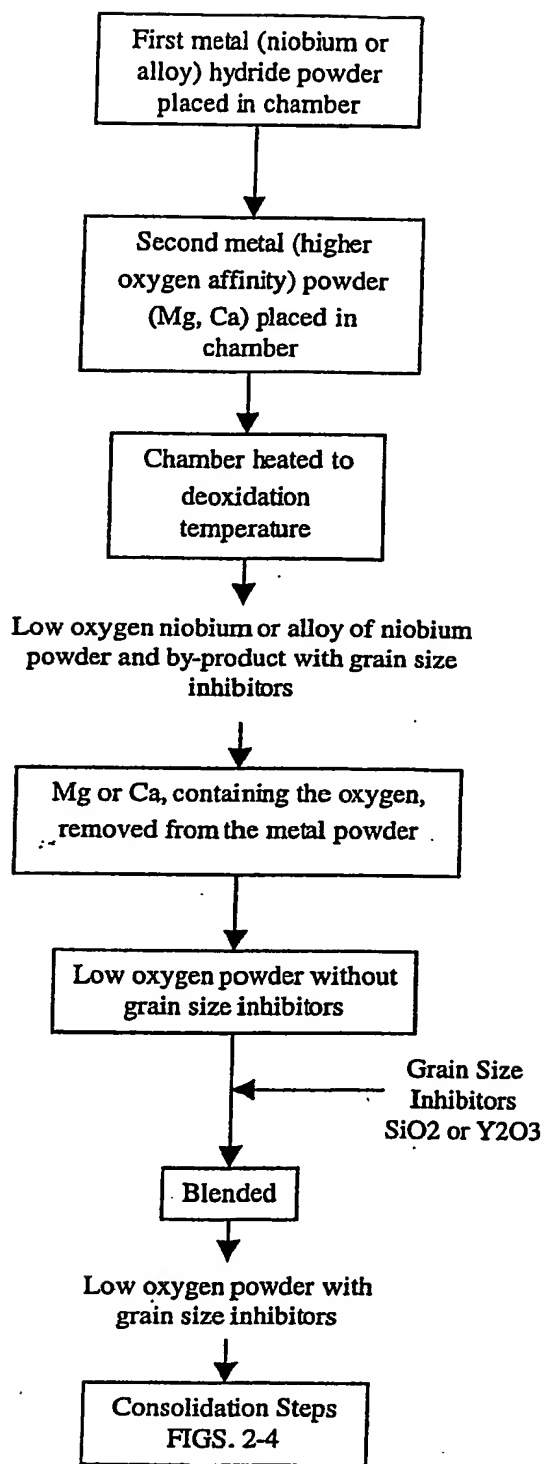 First metal (niobium or
alloy) hydride powder
placed in chamber
Second metal (higher
oxygen affinity) powder
(Mg, Ca) placed in
chamber
Chamber heated to
deoxidation
temperature
Low oxygen niobium or alloy of niobium
powder and by-product with grain size
inhibitors
Mg or Ca, containing the oxygen,
removed from the metal powder
Low oxygen powder without
grain size inhibitors
Grain Size
Inhibitors
SiO2 or Y2O3
Blended
Low oxygen powder with
grain size inhibitors
Consolidation Steps
FIGS. 2-4